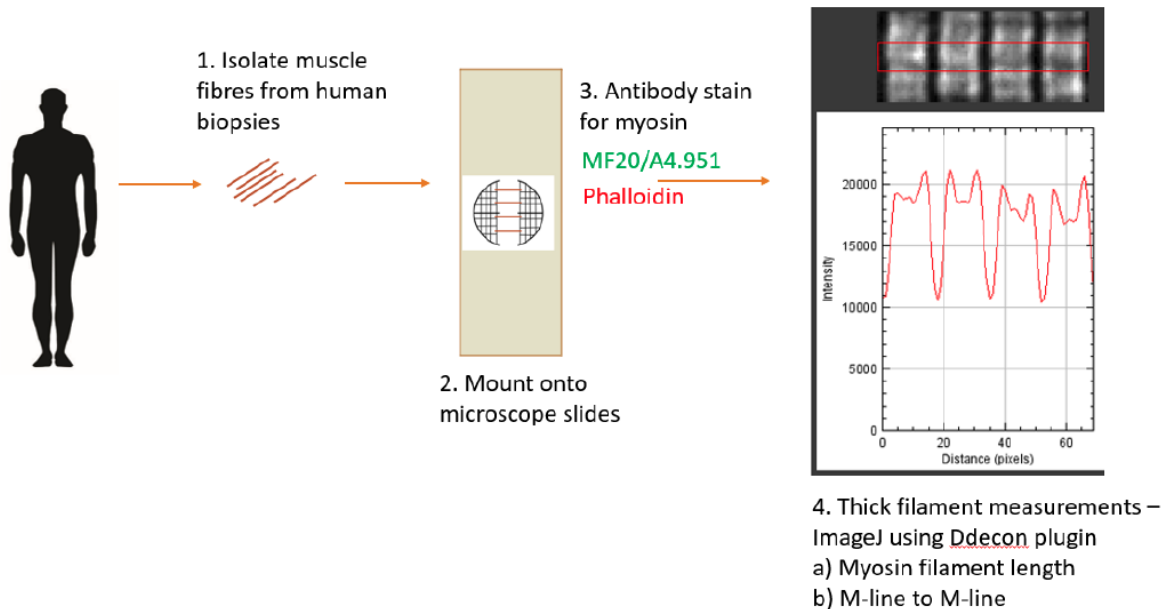 1. Isolate muscle
fibres from human
biopsies
2. Mount onto
microscope slides
3. Antibody stain
for myosin
MF20/A4.951
Phalloidin
20000
15000
10000
5000
0
Intensity
0 20 40 60
Distance (pixels)
4. Thick filament measurements –
ImageJ using Ddecon plugin
a) Myosin filament length
b) M-line to M-line